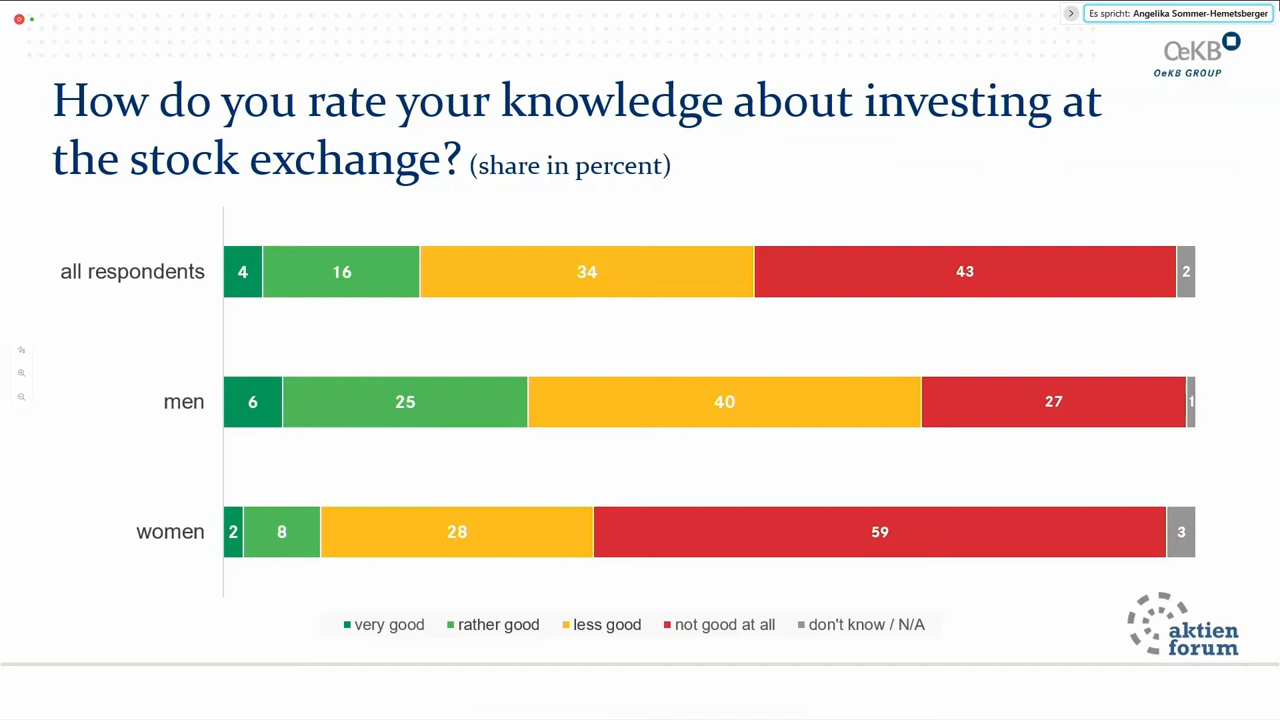 Es spricht: Angelika Sommer-Hemetsberger
OeKB
OeKB GROUP
How do you rate your knowledge about investing at
the stock exchange? (share in percent)
all respondents 4 16 34 43 2
men 6 25 40 27 1
women 2 8 28 59 3
very good rather good less good not good at all don't know / N/A
aktien
forum